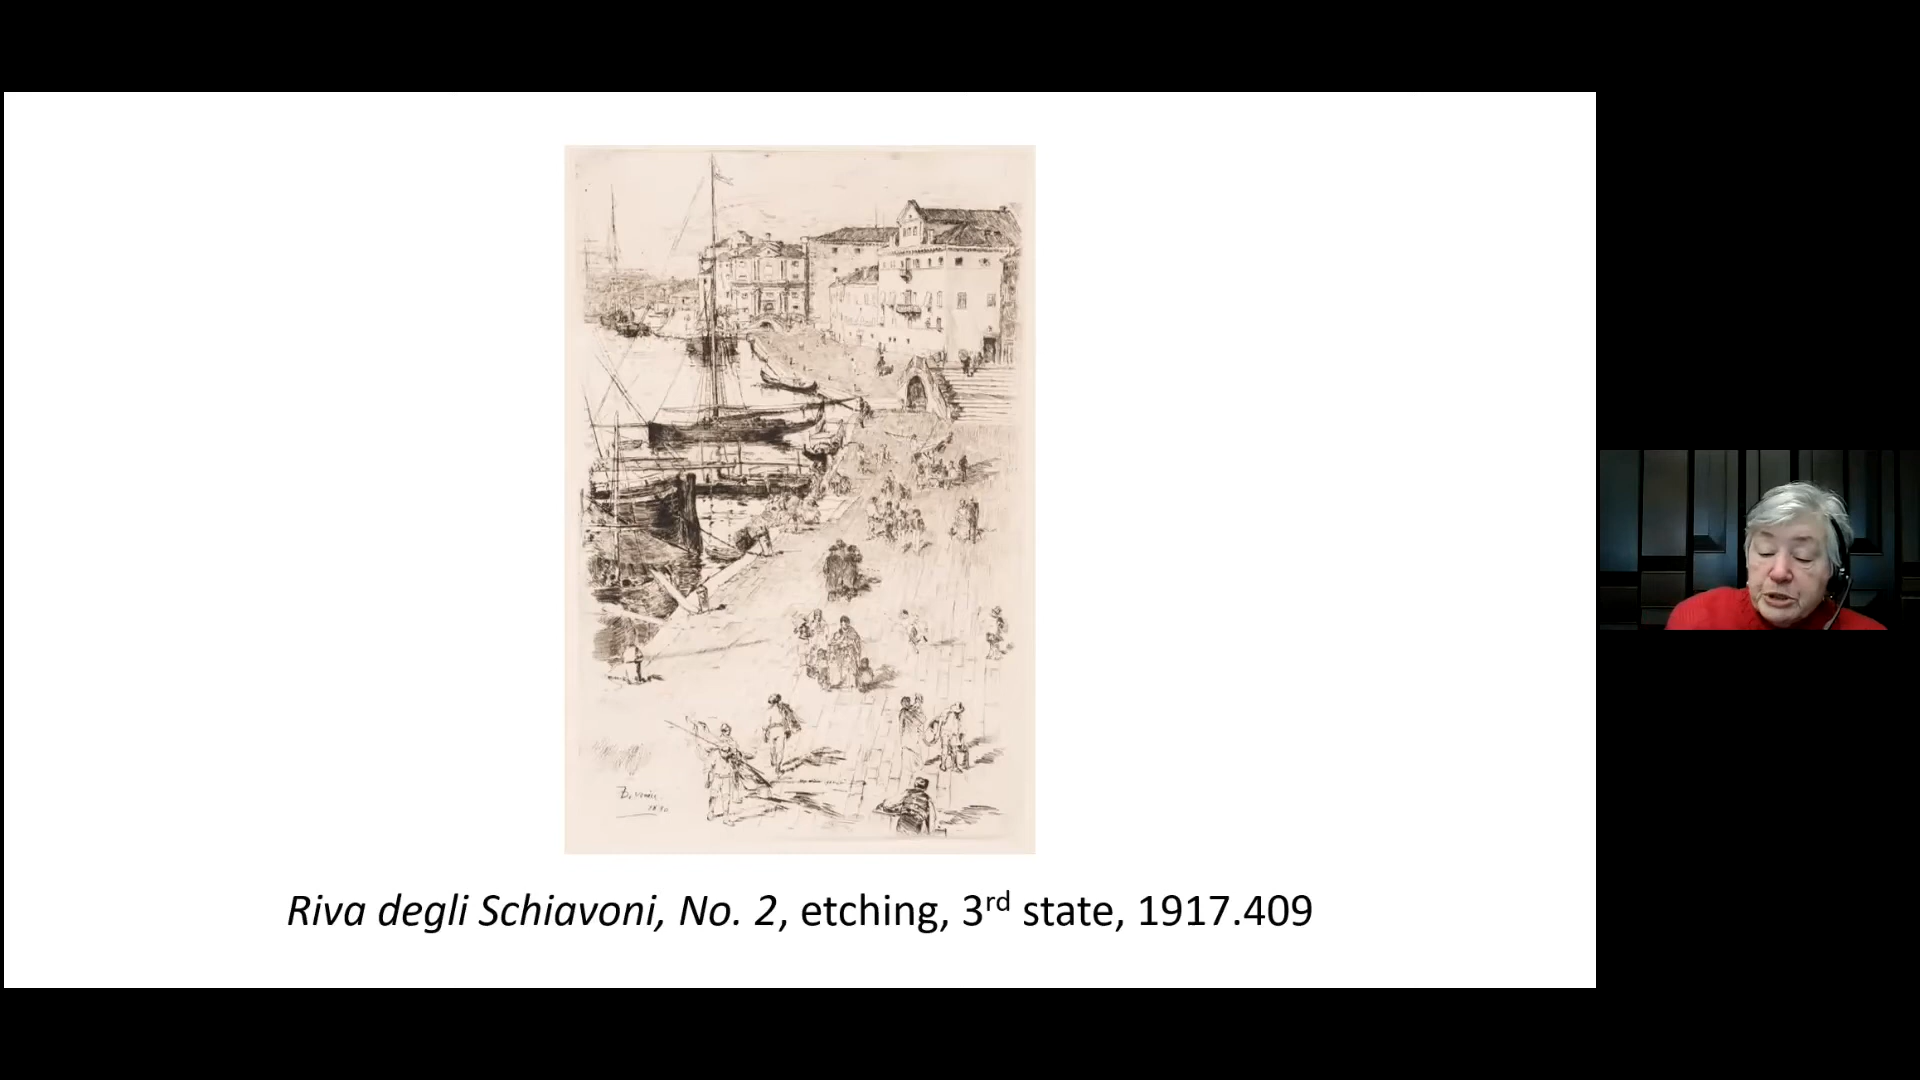 Riva degli Schiavoni, No. 2, etching, 3rd state, 1917.409